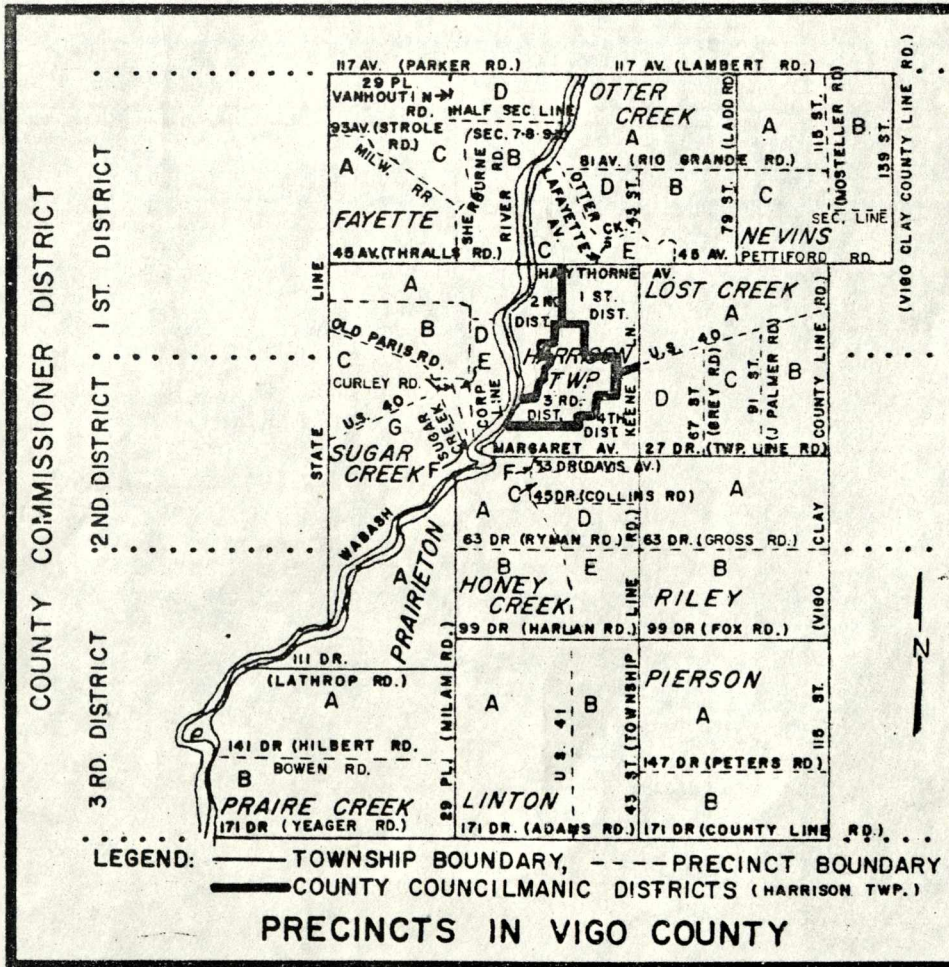 117 AV. (PARKER RD.) 117 AV. (LAMBERT RD.)
29 PL
VANHOUTIN RD.
D
HALF SEC. LINE
SEC. 7-8-9
93 AV. (STROLE RD.)
A
C
MILW. RR
SHERBURNE RD.
B
RIVER
FAYETTE
45 AV. (THRALLS RD.)
OTTER CREEK
A
81 AV. (RIO GRANDE RD.)
(LADD RD)
79 ST.
LAFAYETTE AV.
OTTER CK
D
43 ST.
B
C
E
45 AV.
A
115 ST.
(MOSTELLER RD)
B
139 ST.
C
SEC. LINE
NEVINS
PETTIFORD RD.
(VIGO CLAY COUNTY LINE RD.)
COUNTY COMMISSIONER DISTRICT
1 ST. DISTRICT
2ND. DISTRICT
3 RD. DISTRICT
STATE LINE
A
B
OLD PARIS RD.
C
CURLEY RD.
U.S. 40
G
SUGAR CREEK
D
E
CORP LINE
SUGAR CREEK
F
HAYTHORNE AV.
2 ND DIST.
1 ST. DIST.
HARRISON TWP.
3 RD. DIST.
4TH DIST.
KEENE LN.
MARGARET AV.
LOST CREEK
A
U.S. 40
D
67 ST (BREY RD)
C
91 ST. (J PALMER RD)
B
27 DR. (TWP. LINE RD)
(VIGO CLAY COUNTY LINE RD.)
WABASH
A
PRAIRIETON
111 DR.
(LATHROP RD.)
F 13 DR (DAVIS AV.)
C 45 DR. (COLLINS RD)
A
D
63 DR (RYMAN RD.)
B
E
HONEY CREEK
99 DR (HARLAN RD.)
A
63 DR. (GROSS RD.)
B
RILEY
99 DR (FOX RD.)
43 ST (TOWNSHIP LINE RD.)
A
141 DR (HILBERT RD.
BOWEN RD.
B
PRAIRE CREEK
171 DR (YEAGER RD.)
29 PL. (MILAM RD.)
A
U S 41
B
LINTON
171 DR. (ADAMS RD.)
PIERSON
A
147 DR (PETERS RD)
B
171 DR (COUNTY LINE RD.)
115 ST.
N
LEGEND: TOWNSHIP BOUNDARY, PRECINCT BOUNDARY
COUNTY COUNCILMANIC DISTRICTS (HARRISON TWP.)
PRECINCTS IN VIGO COUNTY